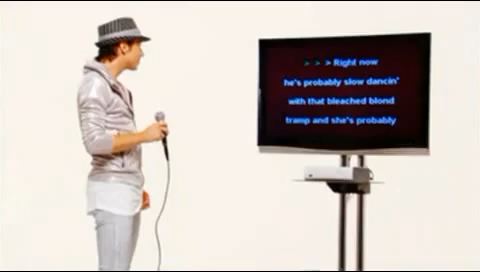 > > > Right now
he's probably slow dancin'
with that bleached blond
tramp and she's probably